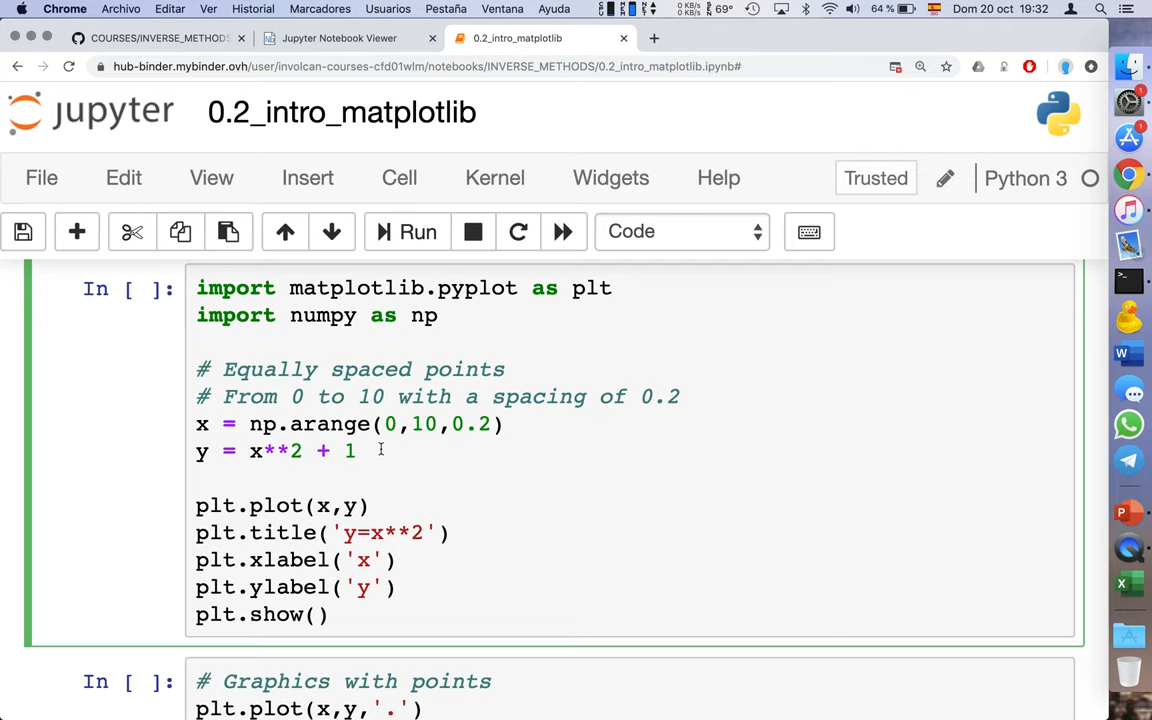 Chrome Archivo Editar Ver Historial Marcadores Usuarios Pestaña Ventana Ayuda 0 KB/s 0 KB/s 69° 64 % Dom 20 oct 19:32
COURSES/INVERSE_METHODS Jupyter Notebook Viewer 0.2_intro_matplotlib
hub-binder.mybinder.ovh/user/involcan-courses-cfd01wlm/notebooks/INVERSE_METHODS/0.2_intro_matplotlib.ipynb#
jupyter 0.2_intro_matplotlib
File Edit View Insert Cell Kernel Widgets Help Trusted Python 3
Run Code
In [ ]: import matplotlib.pyplot as plt
import numpy as np
# Equally spaced points
# From 0 to 10 with a spacing of 0.2
x = np.arange(0,10,0.2)
y = x**2 + 1
plt.plot(x,y)
plt.title('y=x**2')
plt.xlabel('x')
plt.ylabel('y')
plt.show()
In [ ]: # Graphics with points
plt.plot(x,y,'.')